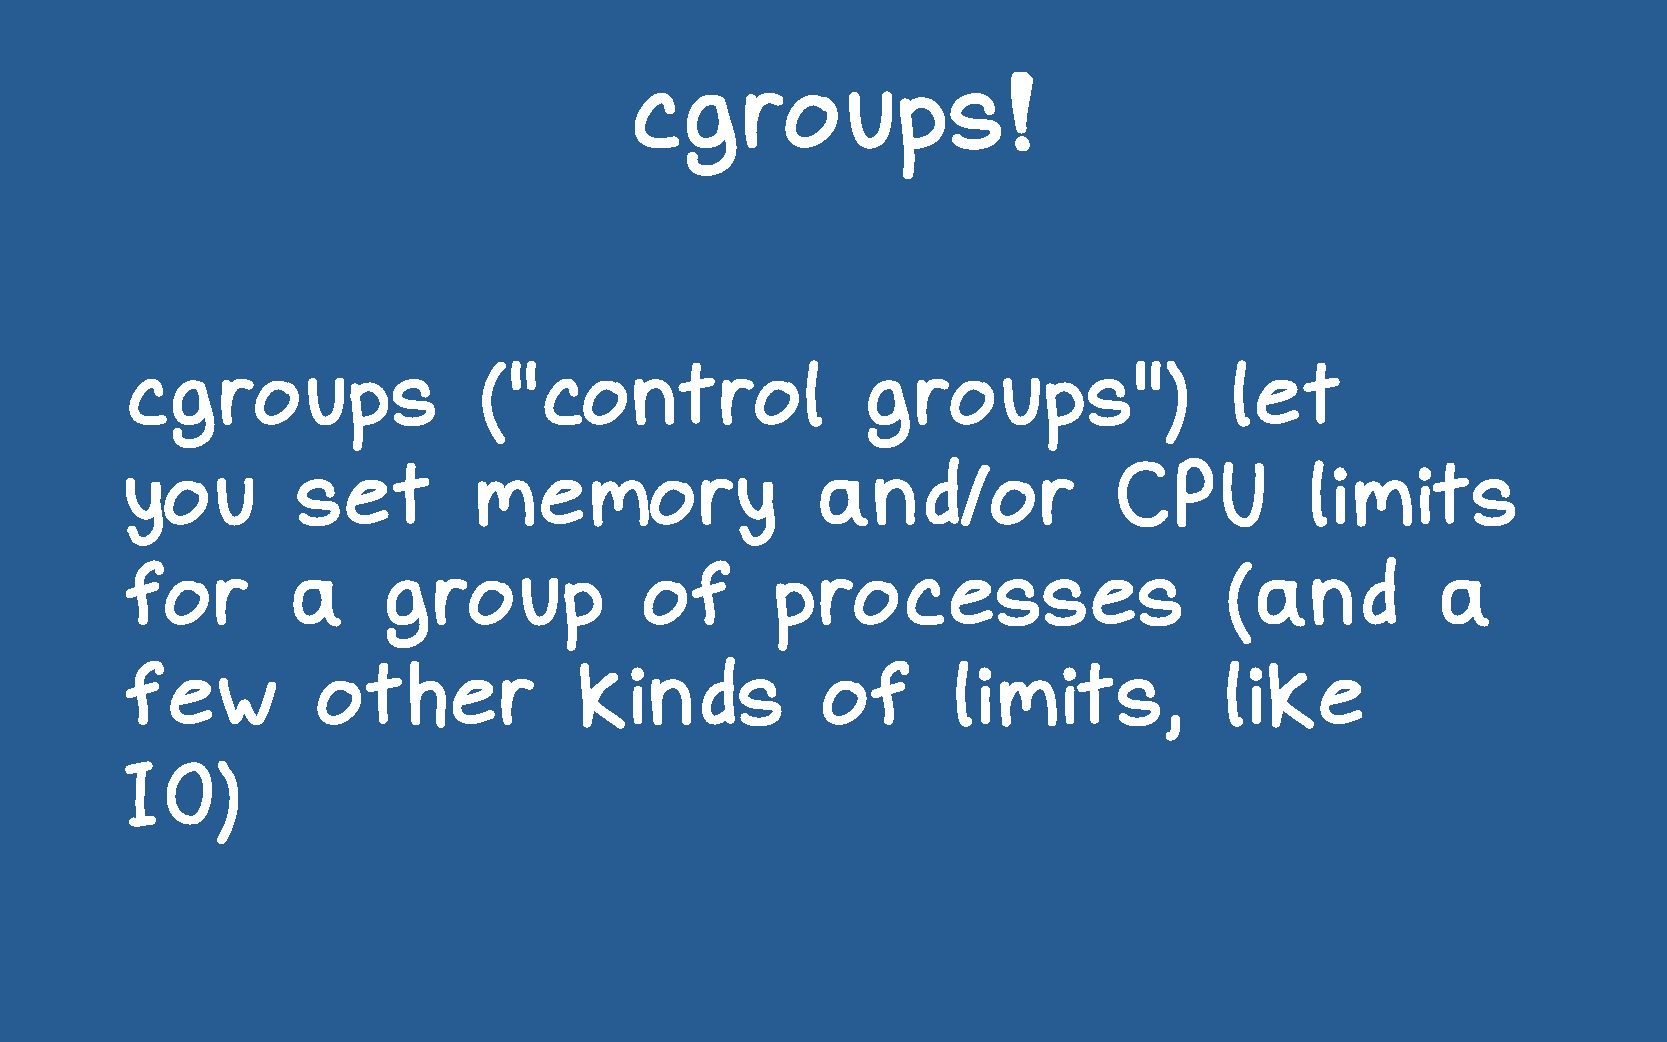 cgroups!
cgroups ("control groups") let
you set memory and/or CPU limits
for a group of processes (and a
few other kinds of limits, like
IO)